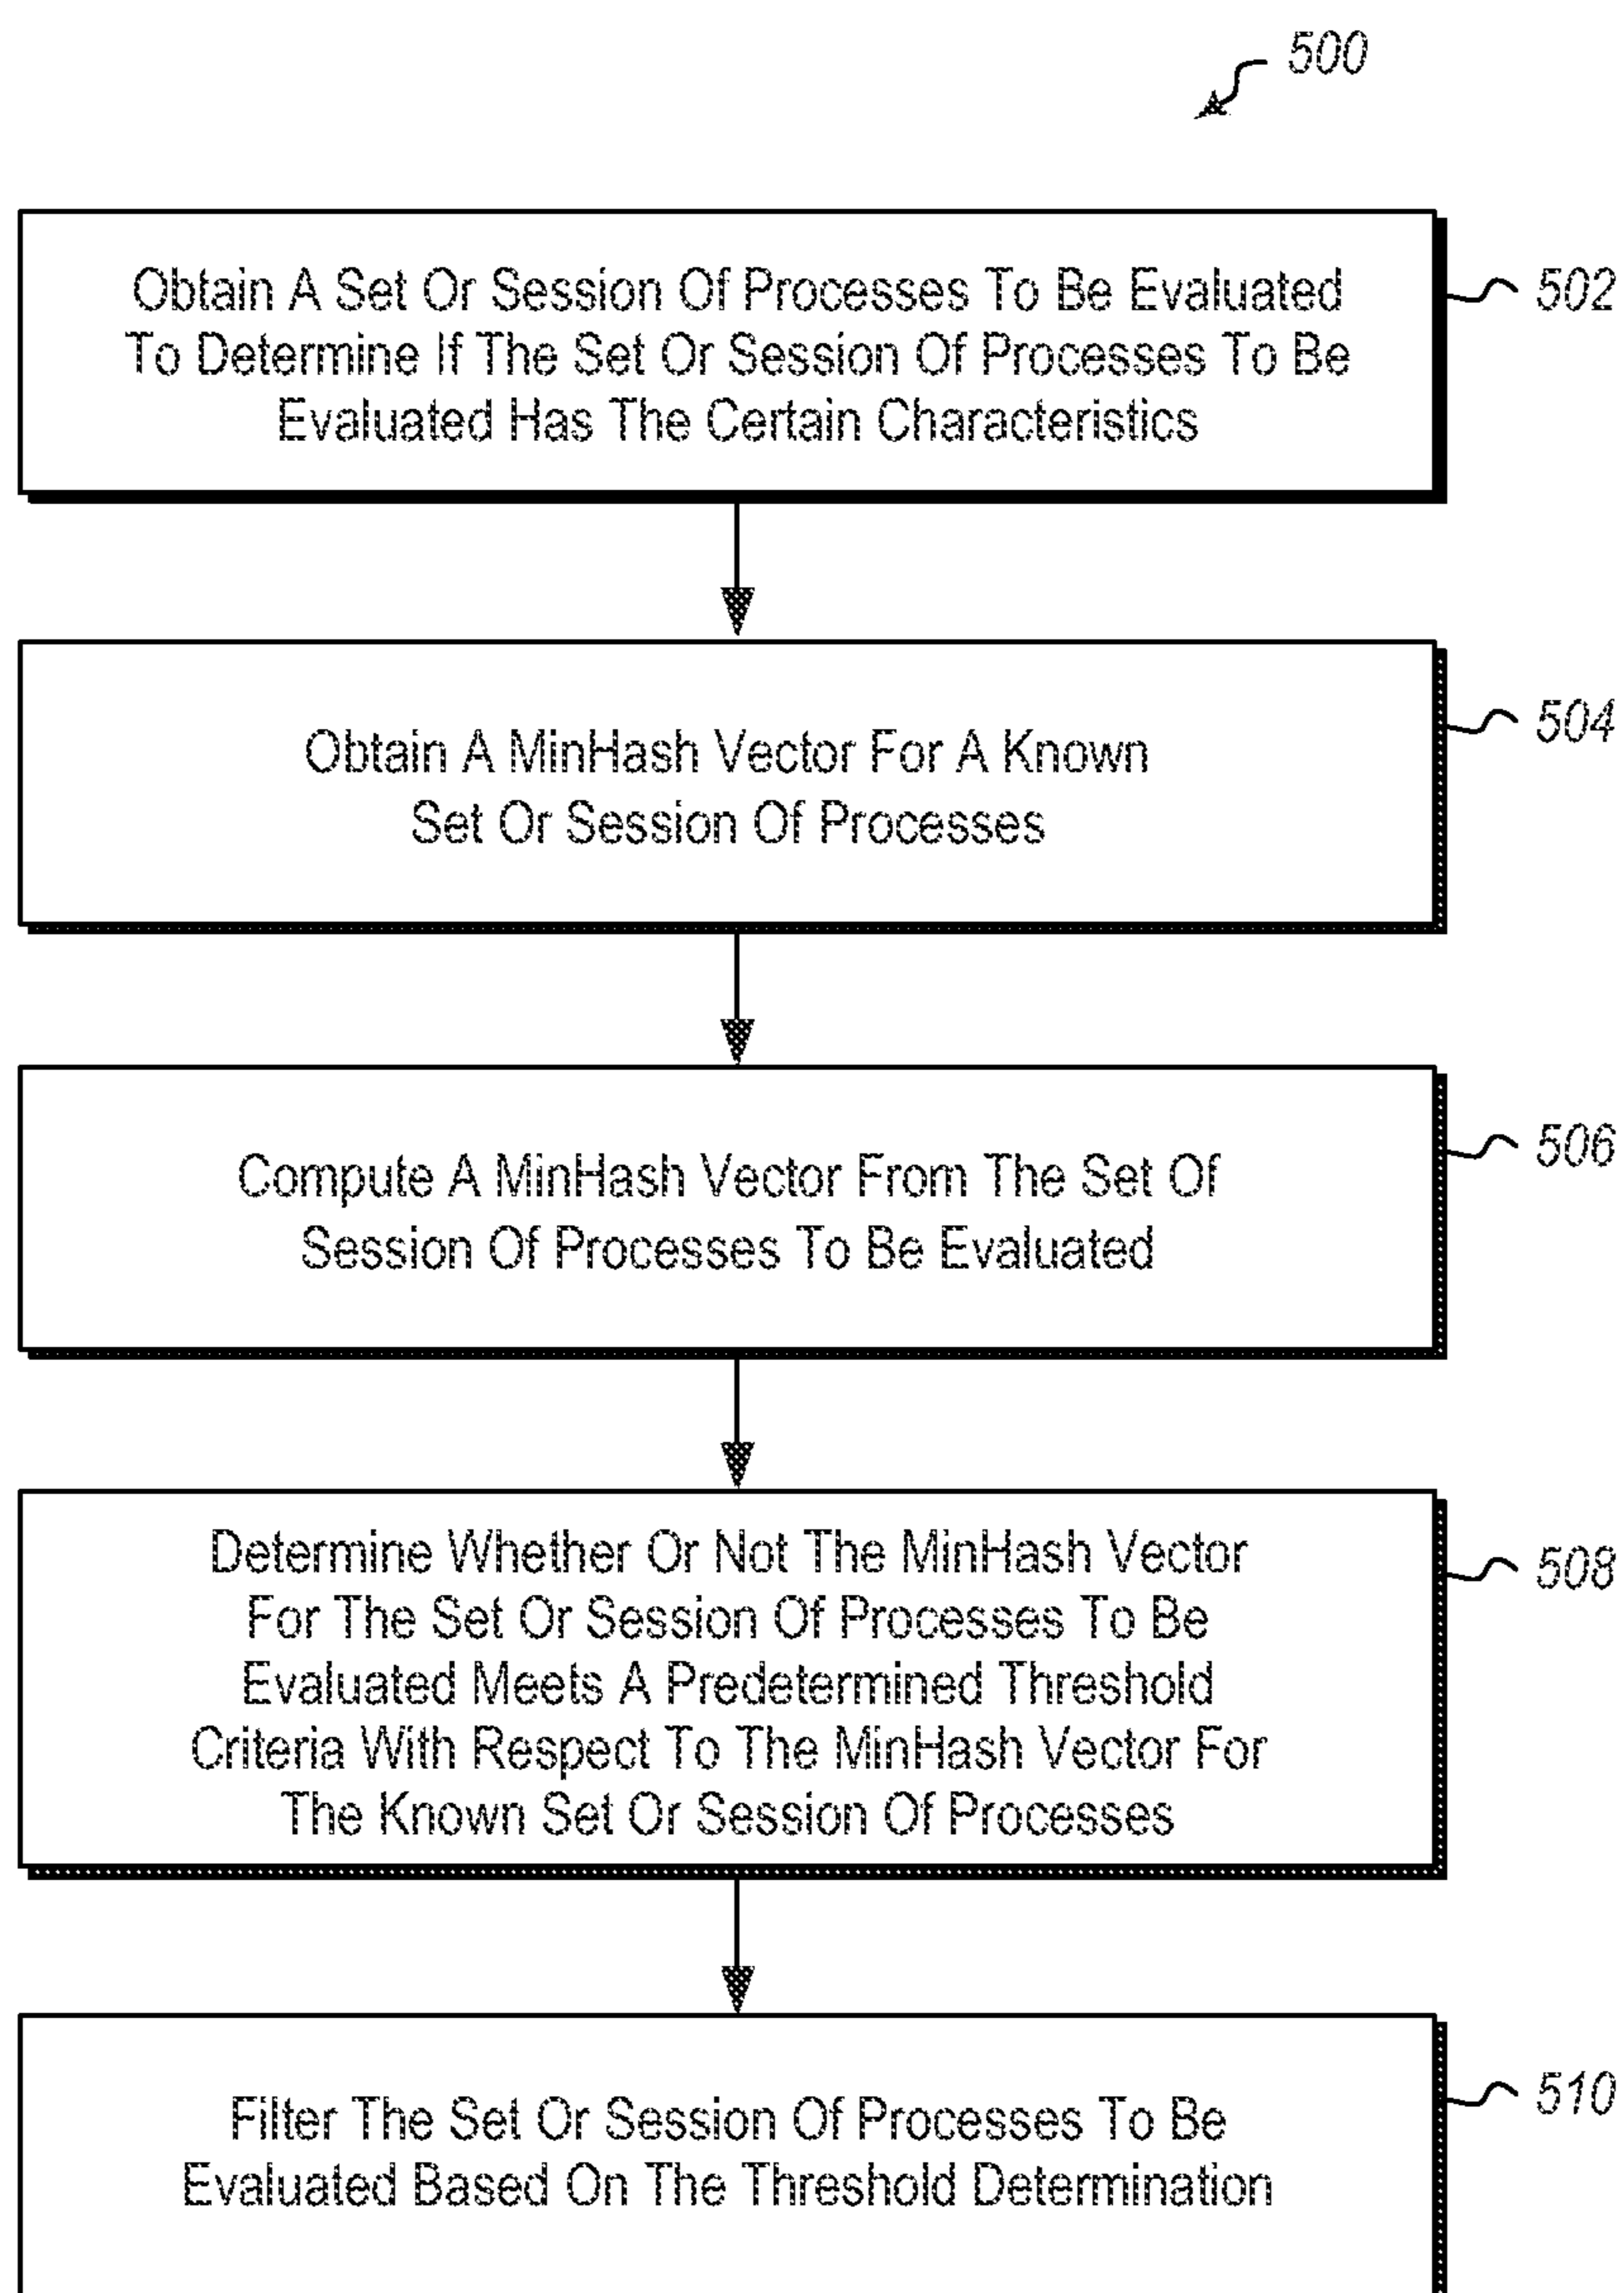 500
Obtain A Set Or Session Of Processes To Be Evaluated
To Determine If The Set Or Session Of Processes To Be
Evaluated Has The Certain Characteristics
502
Obtain A MinHash Vector For A Known
Set Or Session Of Processes
504
Compute A MinHash Vector From The Set Of
Session Of Processes To Be Evaluated
506
Determine Whether Or Not The MinHash Vector
For The Set Or Session Of Processes To Be
Evaluated Meets A Predetermined Threshold
Criteria With Respect To The MinHash Vector For
The Known Set Or Session Of Processes
508
Filter The Set Or Session Of Processes To Be
Evaluated Based On The Threshold Determination
510